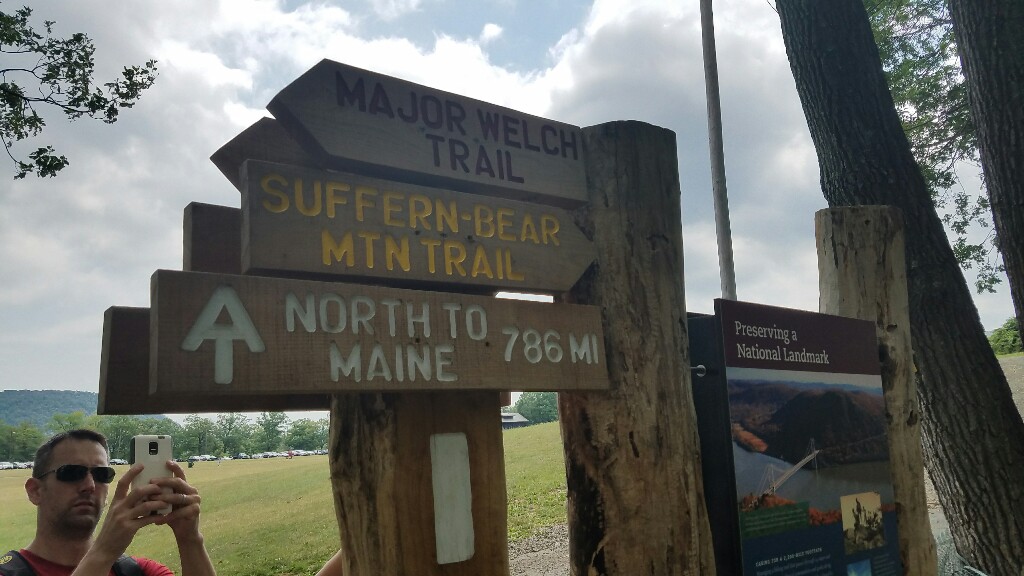 MAJOR WELCH
TRAIL
SUFFERN-BEAR
MTN TRAIL
NORTH TO
MAINE
786 MI
Preserving a
National Landmark